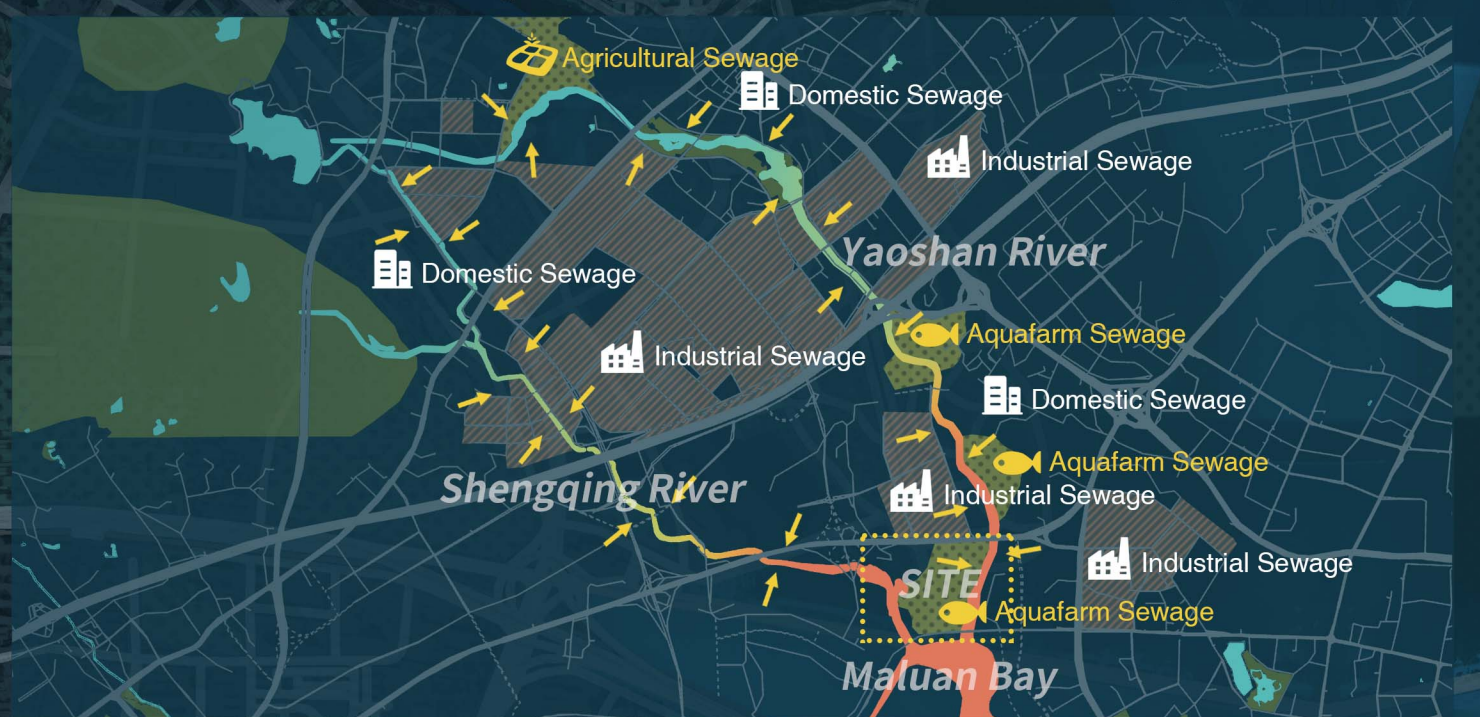 Agricultural Sewage
Domestic Sewage
Industrial Sewage
Yaoshan River
Domestic Sewage
Aquafarm Sewage
Industrial Sewage
Domestic Sewage
Aquafarm Sewage
Shengqing River
Industrial Sewage
Industrial Sewage
SITE
Aquafarm Sewage
Maluan Bay